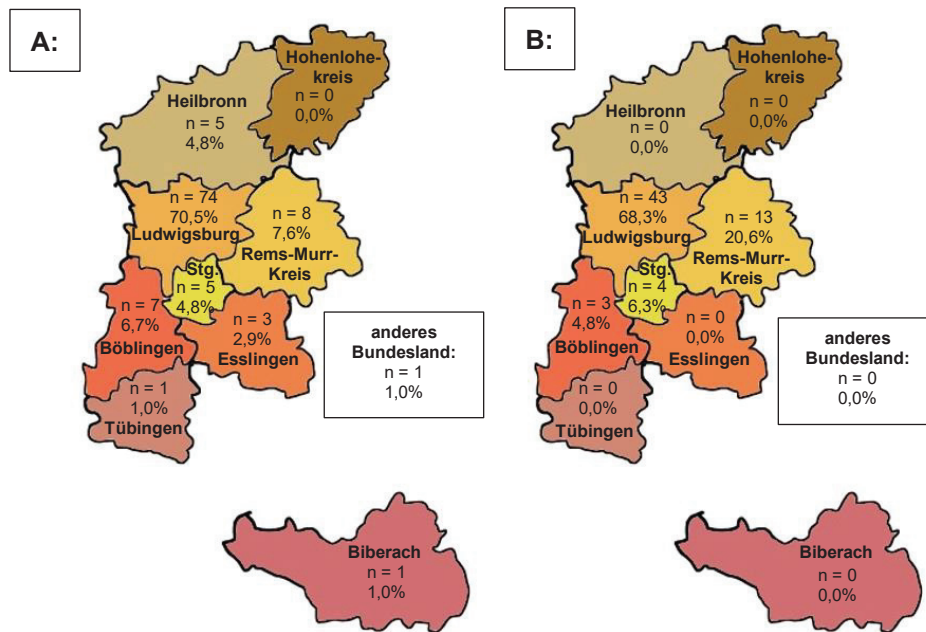 A:
Hohenlohe-
kreis
n = 0
0,0%
Heilbronn
n = 5
4,8%
n = 74
70,5%
Ludwigsburg
n = 8
7,6%
Rems-Murr-
Kreis
Stg.
n = 5
4,8%
n = 7
6,7%
Böblingen
n = 3
2,9%
Esslingen
anderes
Bundesland:
n = 1
1,0%
n = 1
1,0%
Tübingen
Biberach
n = 1
1,0%
B:
Hohenlohe-
kreis
n = 0
0,0%
Heilbronn
n = 0
0,0%
n = 43
68,3%
Ludwigsburg
n = 13
20,6%
Rems-Murr-
Kreis
Stg.
n = 4
6,3%
n = 3
4,8%
Böblingen
n = 0
0,0%
Esslingen
anderes
Bundesland:
n = 0
0,0%
n = 0
0,0%
Tübingen
Biberach
n = 0
0,0%